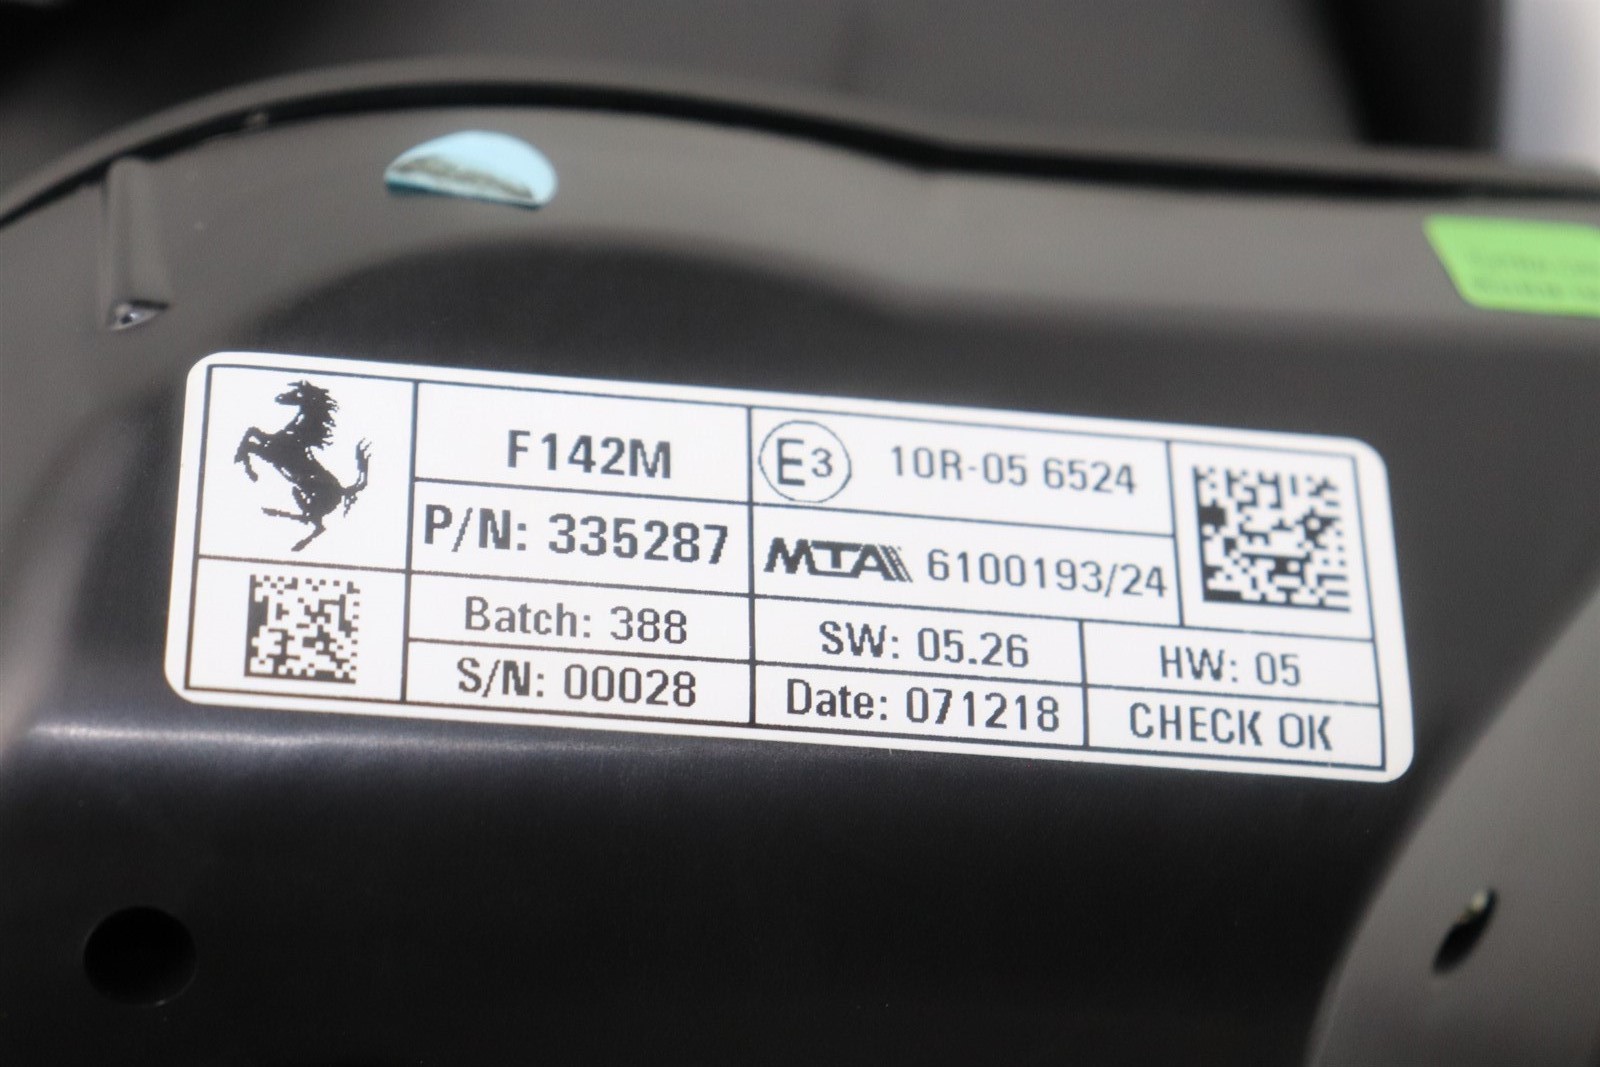 F142M
P/N: 335287
Batch: 388
S/N: 00028
E3 10R-05 6524
MTA 6100193/24
SW: 05.26
HW: 05
Date: 071218
CHECK OK